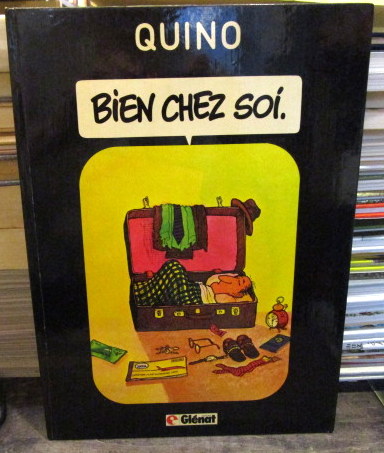 QUINO
BiEN CHEZ SOi.
Glénat